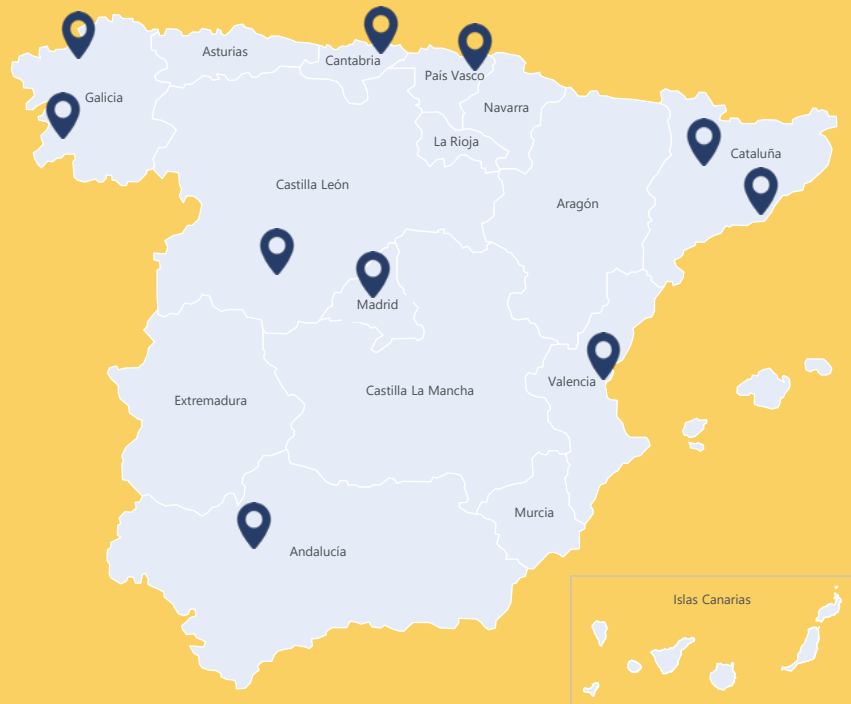 Asturias
Cantabria
País Vasco
Galicia
Navarra
La Rioja
Cataluña
Castilla León
Aragón
Madrid
Valencia
Castilla La Mancha
Extremadura
Murcia
Andalucía
Islas Canarias